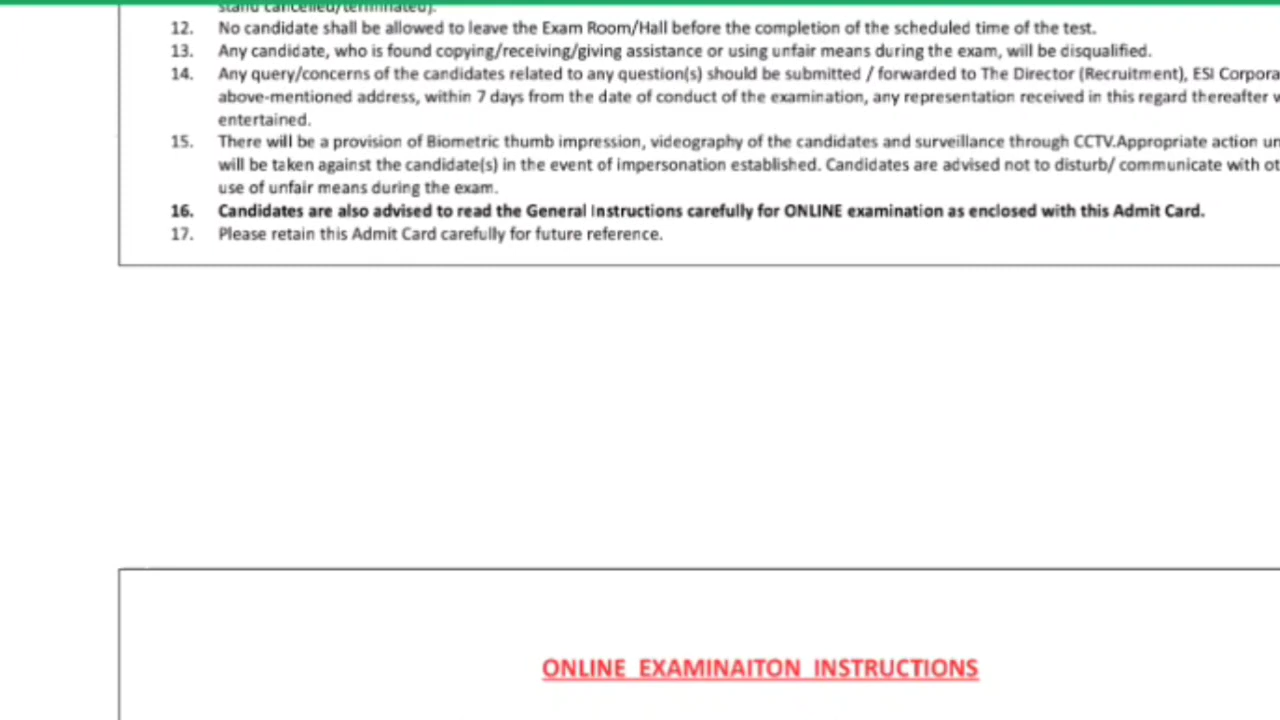 stand cancelled/terminated).
12. No candidate shall be allowed to leave the Exam Room/Hall before the completion of the scheduled time of the test.
13. Any candidate, who is found copying/receiving/giving assistance or using unfair means during the exam, will be disqualified.
14. Any query/concerns of the candidates related to any question(s) should be submitted / forwarded to The Director (Recruitment), ESI Corpora
above-mentioned address, within 7 days from the date of conduct of the examination, any representation received in this regard thereafter w
entertained.
15. There will be a provision of Biometric thumb impression, videography of the candidates and surveillance through CCTV.Appropriate action un
will be taken against the candidate(s) in the event of impersonation established. Candidates are advised not to disturb/ communicate with ot
use of unfair means during the exam.
16. Candidates are also advised to read the General Instructions carefully for ONLINE examination as enclosed with this Admit Card.
17. Please retain this Admit Card carefully for future reference.
ONLINE EXAMINAITON INSTRUCTIONS